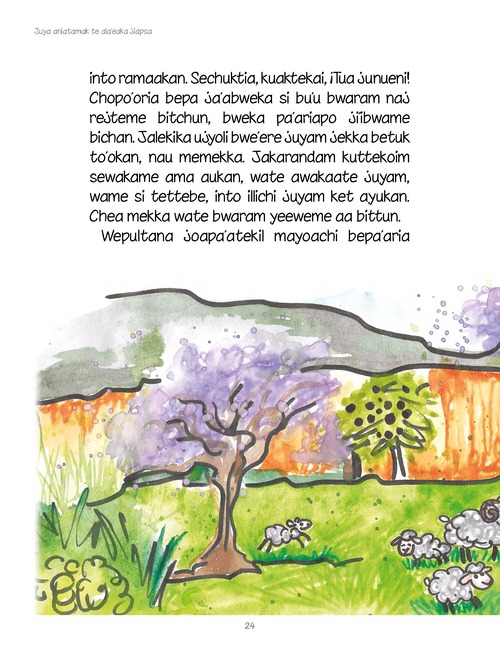 Juya aniatamak te ala'eaka Siapsa
into ramaakan. Sechuktia, kuaktekai, ¡Tua junueni!
Chopo'oria bepa ja'abweka si bu'u bwaram naj
rejteme bitchun, bweka pa'ariapo jiibwame
bichan. Jalekika ujyoli bwe'ere juyam jekka betuk
to'okan, nau memekka. Jakarandam kuttekoim
sewakame ama aukan, wate awakaate juyam,
wame si tettebe, into illichi juyam ket ayukan.
Chea mekka wate bwaram yeeweme aa bittun.
Wepultana joapa'atekil mayoachi bepa'aria
24